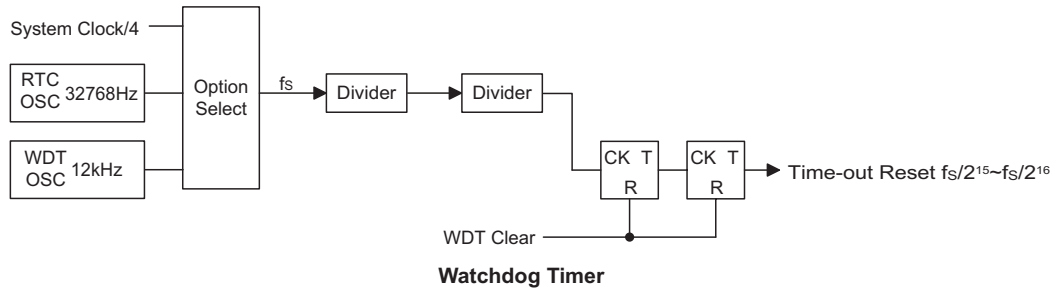 System Clock/4
RTC
OSC 32768Hz
WDT
OSC 12kHz
Option
Select
fS
Divider
Divider
CK T
R
CK T
R
Time-out Reset fS/2¹⁵~fS/2¹⁶
WDT Clear
Watchdog Timer